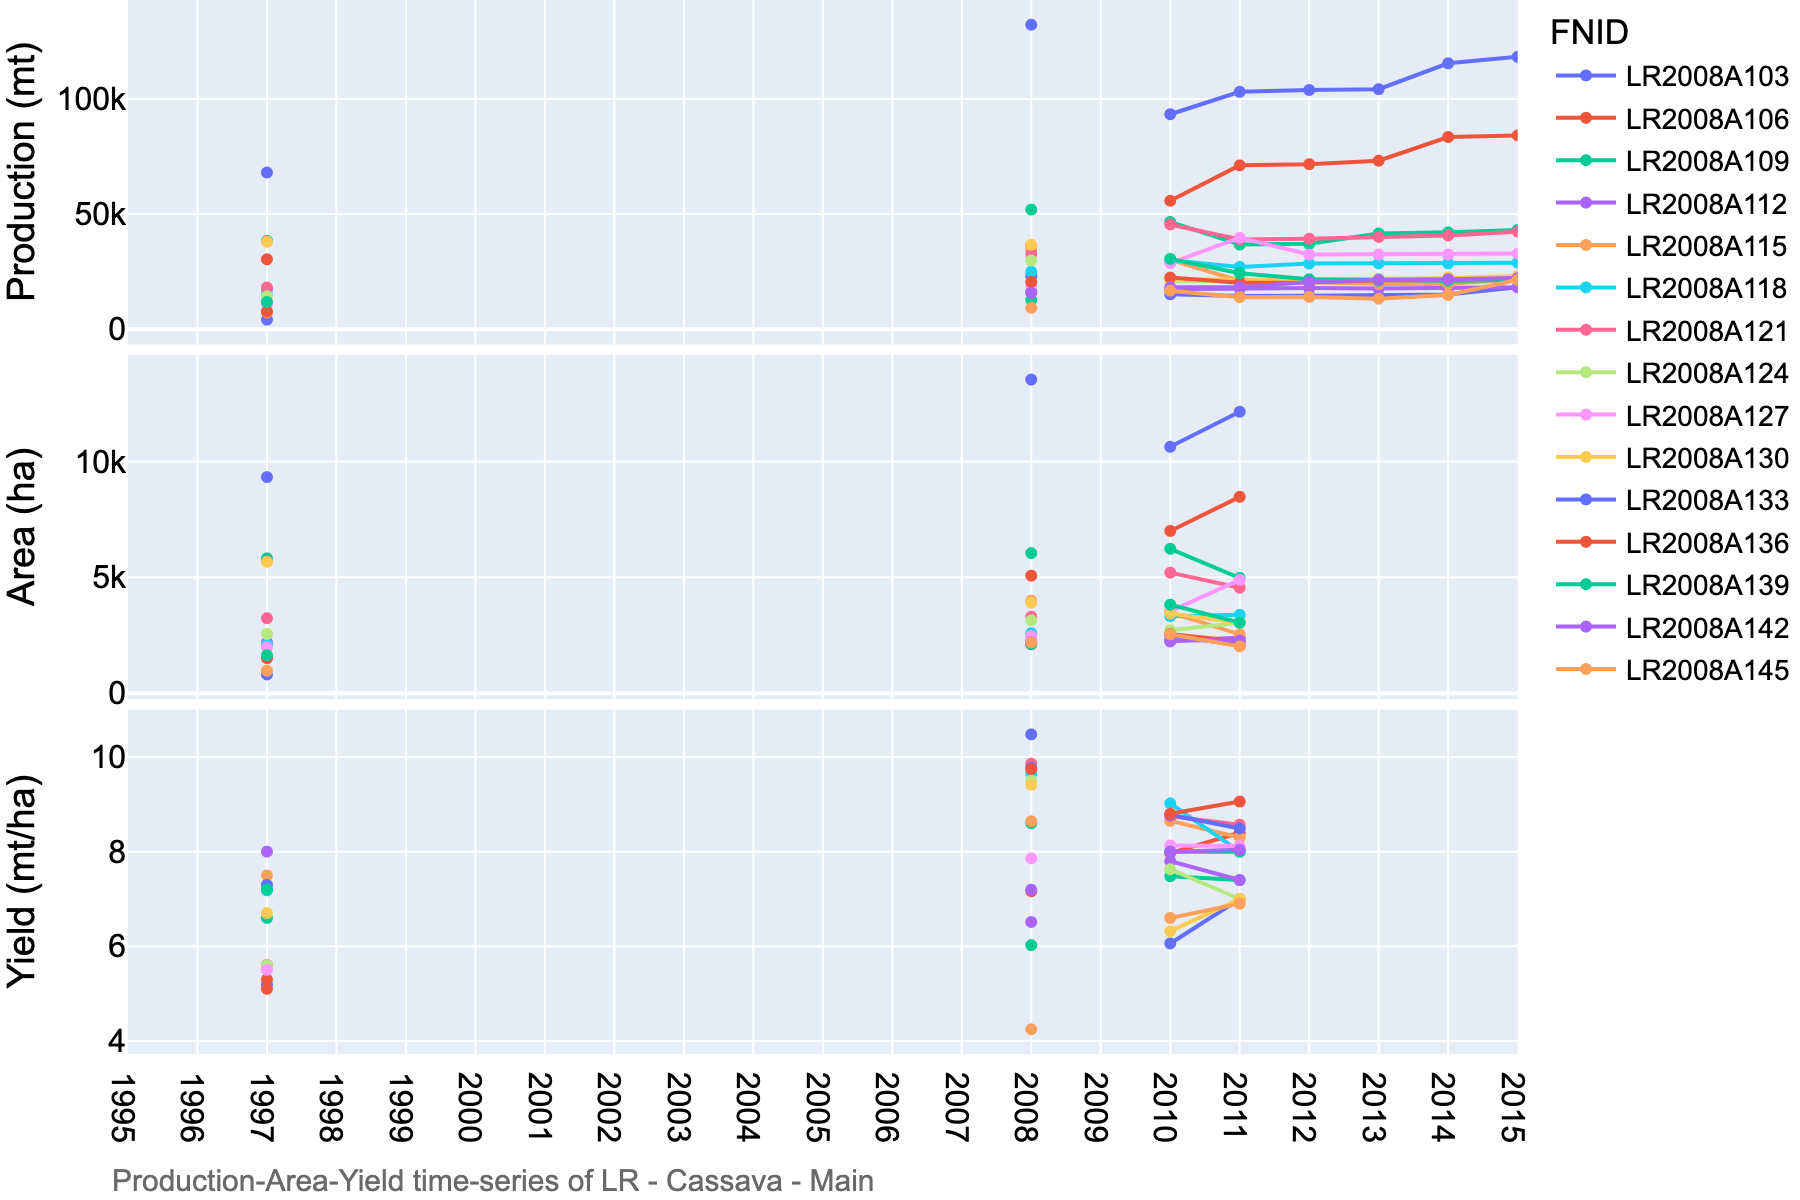 Production (mt)
100k
50k
0
Area (ha)
10k
5k
0
Yield (mt/ha)
10
8
6
4
1995
1996
1997
1998
1999
2000
2001
2002
2003
2004
2005
2006
2007
2008
2009
2010
2011
2012
2013
2014
2015
Production-Area-Yield time-series of LR - Cassava - Main
FNID
LR2008A103
LR2008A106
LR2008A109
LR2008A112
LR2008A115
LR2008A118
LR2008A121
LR2008A124
LR2008A127
LR2008A130
LR2008A133
LR2008A136
LR2008A139
LR2008A142
LR2008A145